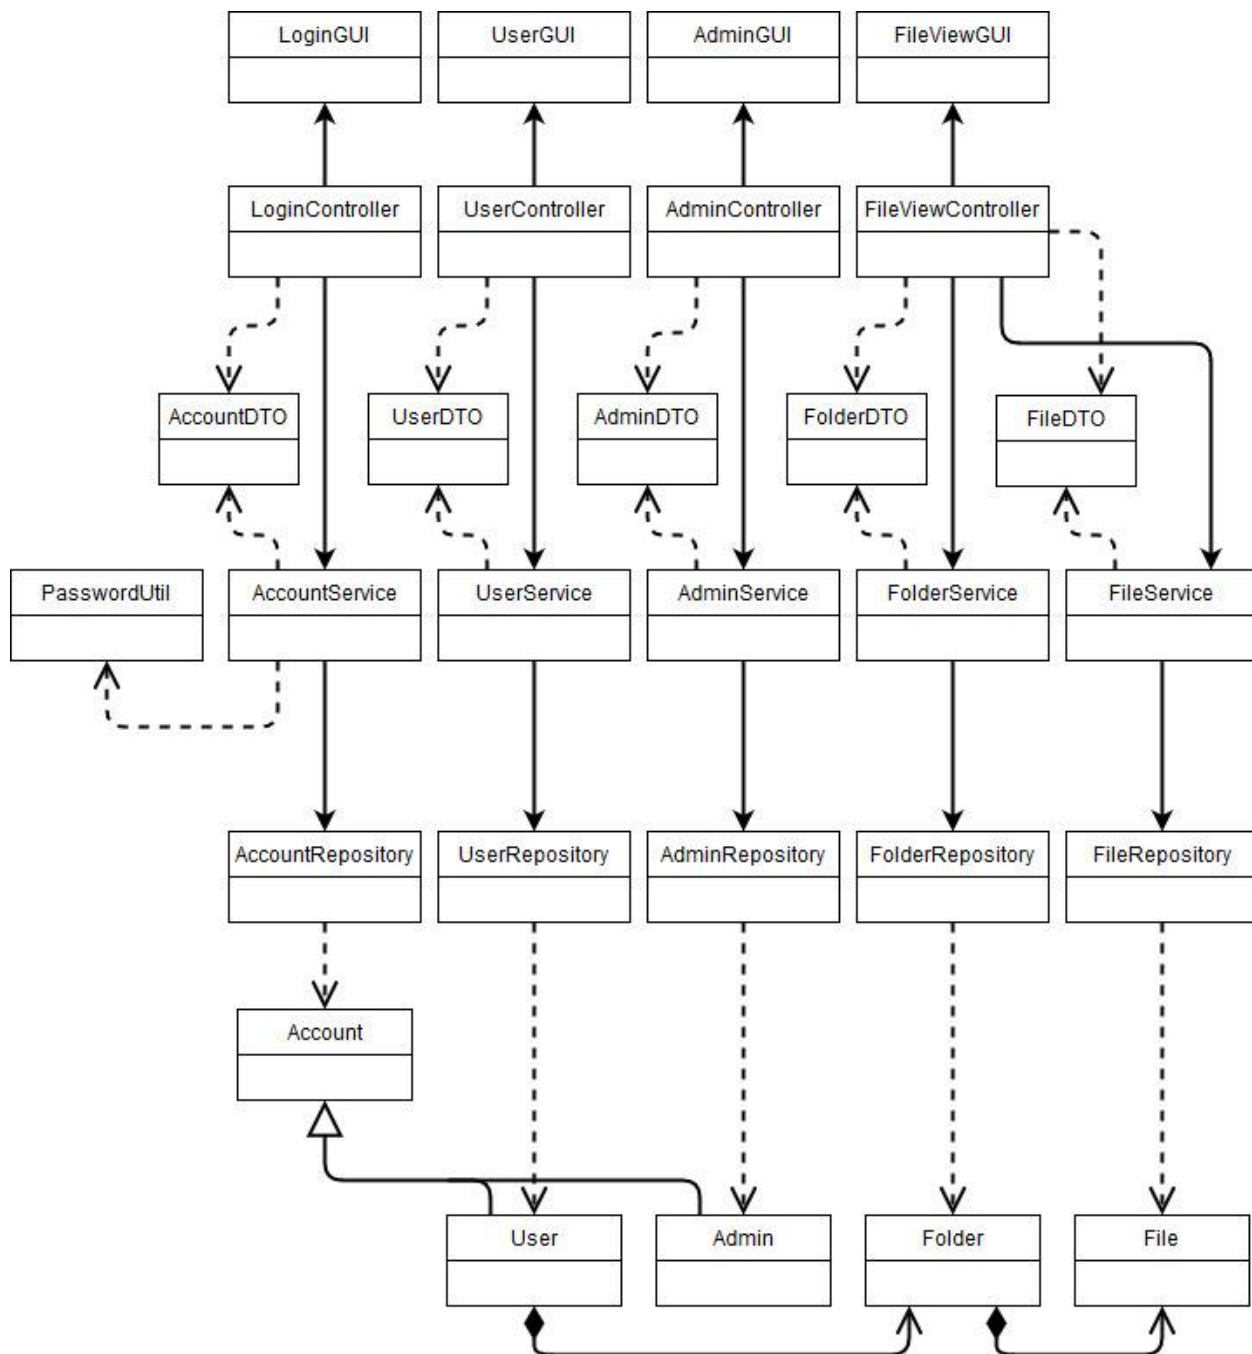 LoginGUI
UserGUI
AdminGUI
FileViewGUI
LoginController
UserController
AdminController
FileViewController
AccountDTO
UserDTO
AdminDTO
FolderDTO
FileDTO
PasswordUtil
AccountService
UserService
AdminService
FolderService
FileService
AccountRepository
UserRepository
AdminRepository
FolderRepository
FileRepository
Account
User
Admin
Folder
File